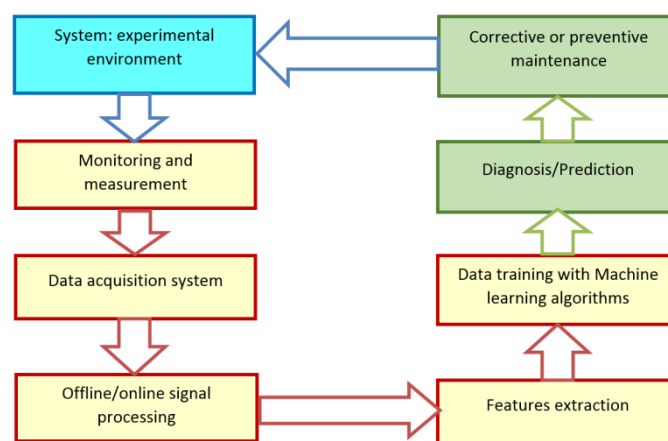 System: experimental
environment
Corrective or preventive
maintenance
Monitoring and
measurement
Diagnosis/Prediction
Data acquisition system
Data training with Machine
learning algorithms
Offline/online signal
processing
Features extraction